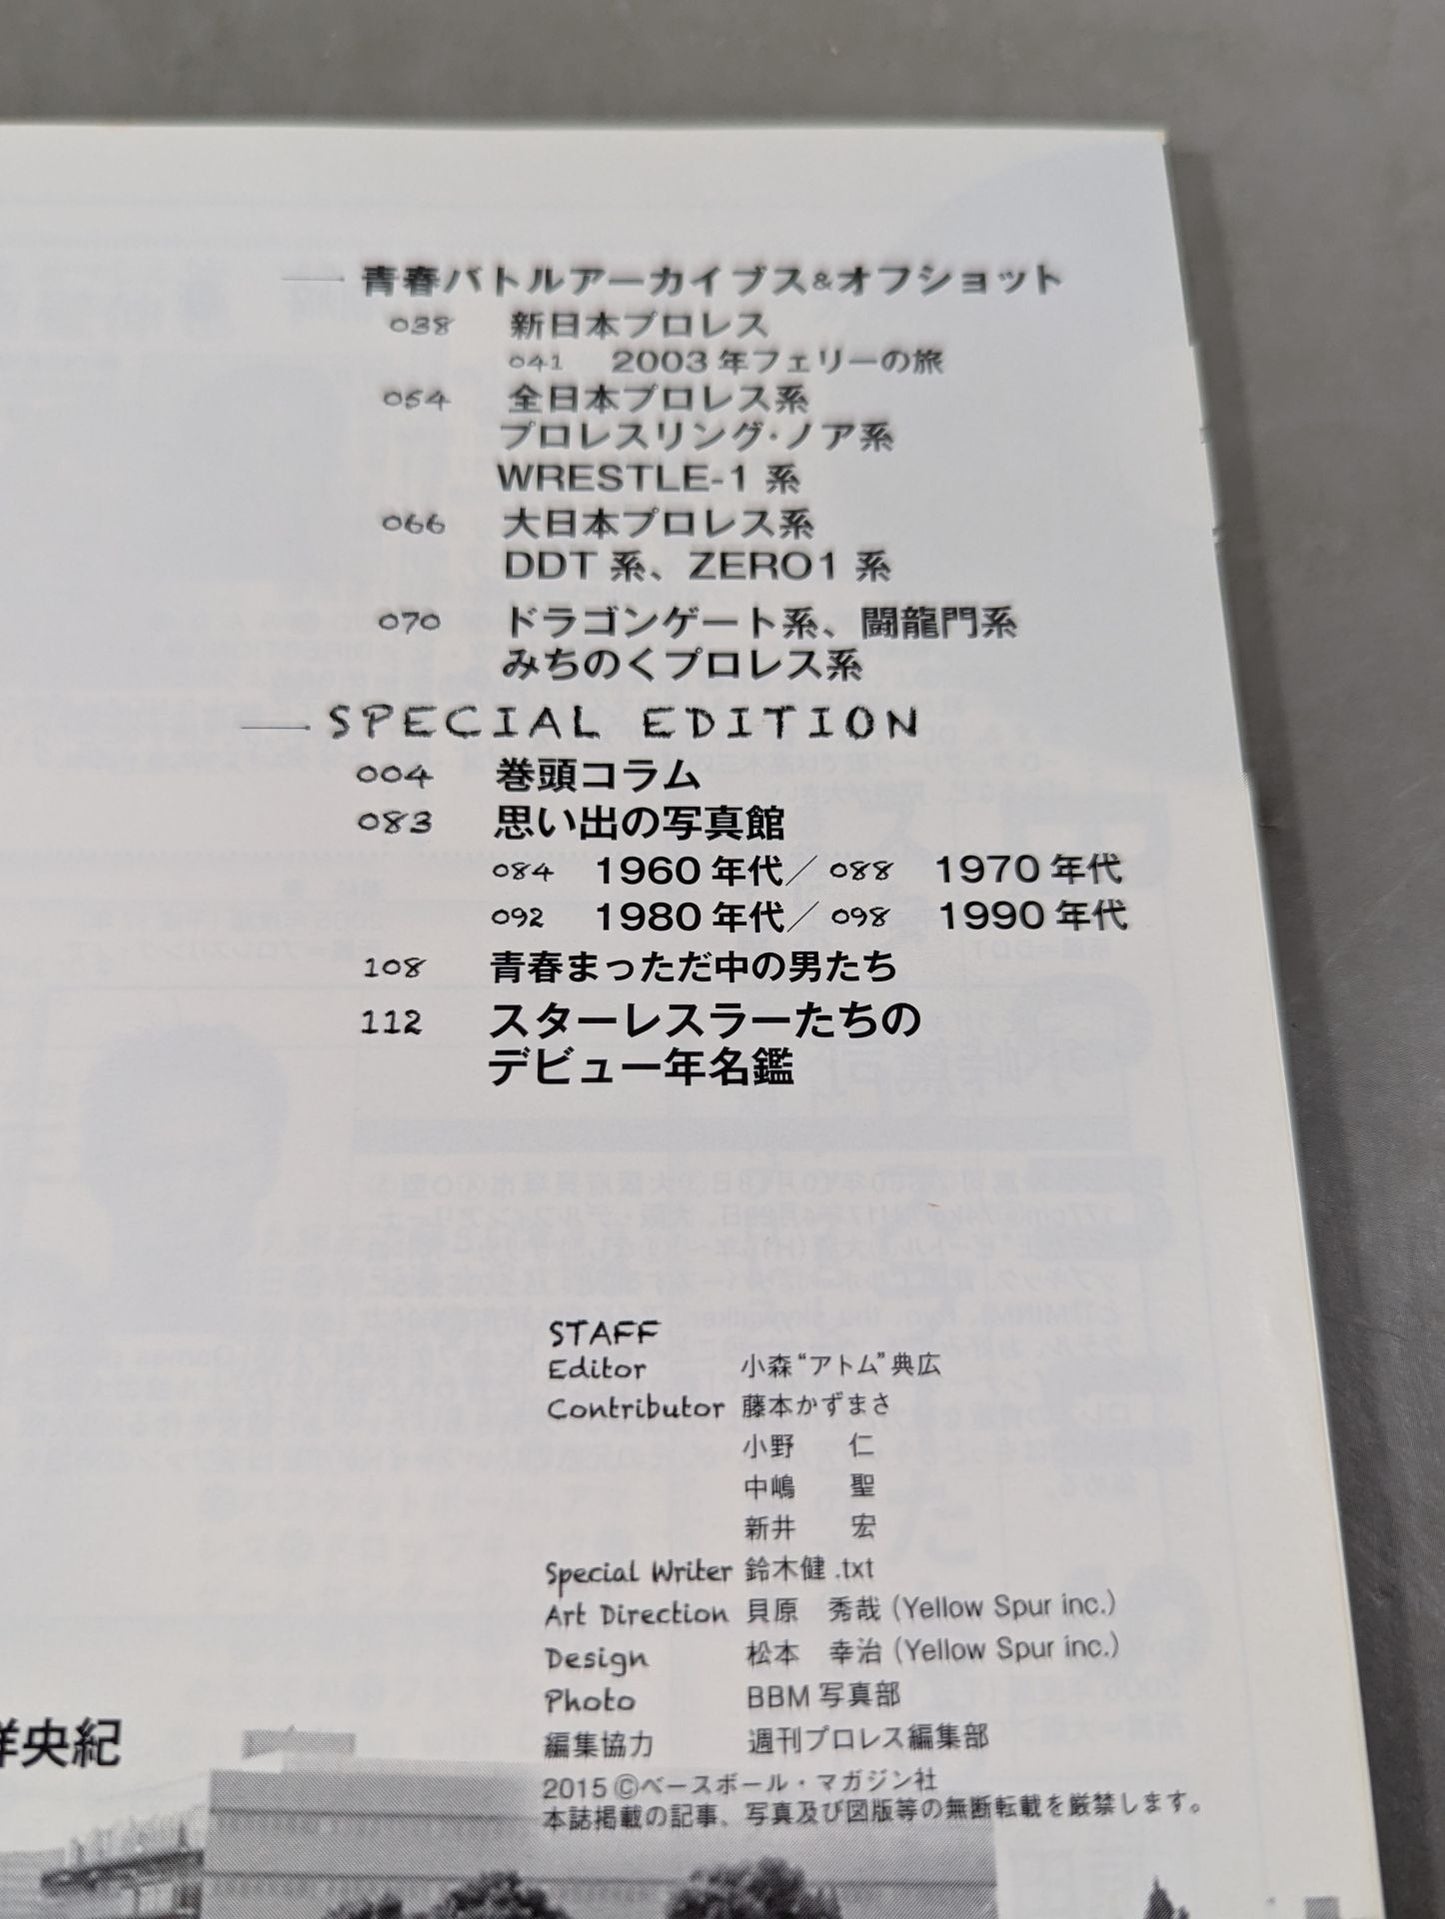 青春バトルアーカイブス&オフショット
038 新日本プロレス
041 2003年フェリーの旅
054 全日本プロレス系
プロレスリング・ノア系
WRESTLE-1 系
066 大日本プロレス系
DDT 系、ZERO1 系
070 ドラゴンゲート系、闘龍門系
みちのくプロレス系
SPECIAL EDITION
004 巻頭コラム
083 思い出の写真館
084 1960年代／088 1970年代
092 1980年代／098 1990年代
108 青春まっただ中の男たち
112 スターレスラーたちの
デビュー年名鑑
STAFF
Editor 小森“アトム”典広
Contributor 藤本かずまさ
小野 仁
中嶋 聖
新井 宏
Special Writer 鈴木健.txt
Art Direction 貝原 秀哉 (Yellow Spur inc.)
Design 松本 幸治 (Yellow Spur inc.)
Photo BBM写真部
編集協力 週刊プロレス編集部
央紀
2015 ©ベースボール・マガジン社
本誌掲載の記事、写真及び図版等の無断転載を厳禁します。